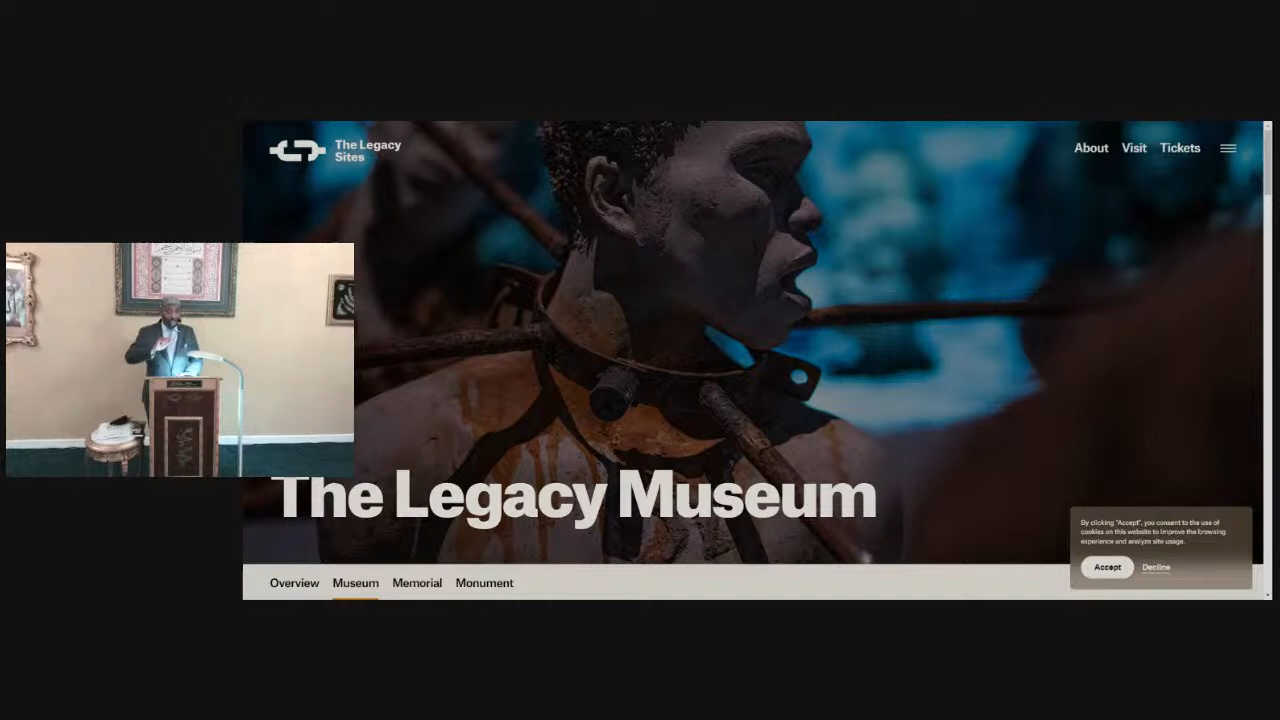 The Legacy
Sites
About
Visit
Tickets
The Legacy Museum
By clicking "Accept", you consent to the use of
cookies on this website to improve the browsing
experience and analyze site usage.
Accept
Decline
Overview
Museum
Memorial
Monument